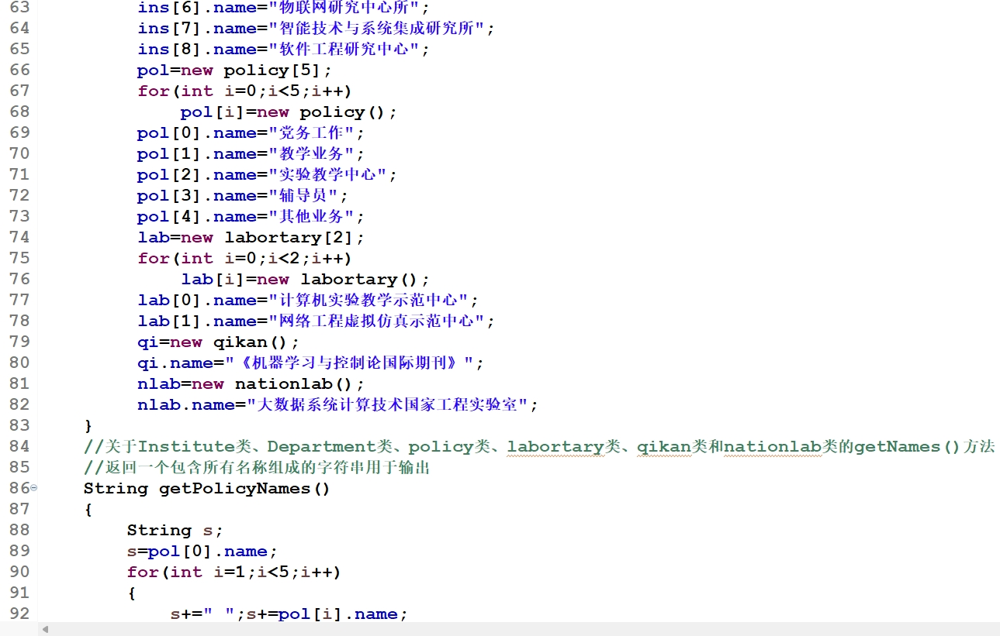 63 ins[6].name="物联网研究中心所";
64 ins[7].name="智能技术与系统集成研究所";
65 ins[8].name="软件工程研究中心";
66 pol=new policy[5];
67 for(int i=0;i<5;i++)
68 pol[i]=new policy();
69 pol[0].name="党务工作";
70 pol[1].name="教学业务";
71 pol[2].name="实验教学中心";
72 pol[3].name="辅导员";
73 pol[4].name="其他业务";
74 lab=new labortary[2];
75 for(int i=0;i<2;i++)
76 lab[i]=new labortary();
77 lab[0].name="计算机实验教学示范中心";
78 lab[1].name="网络工程虚拟仿真示范中心";
79 qi=new qikan();
80 qi.name="《机器学习与控制论国际期刊》";
81 nlab=new nationlab();
82 nlab.name="大数据系统计算技术国家工程实验室";
83 }
84 //关于Institute类、Department类、policy类、labortary类、qikan类和nationlab类的getNames()方法
85 //返回一个包含所有名称组成的字符串用于输出
86 String getPolicyNames()
87 {
88 String s;
89 s=pol[0].name;
90 for(int i=1;i<5;i++)
91 {
92 s+=" ";s+=pol[i].name;